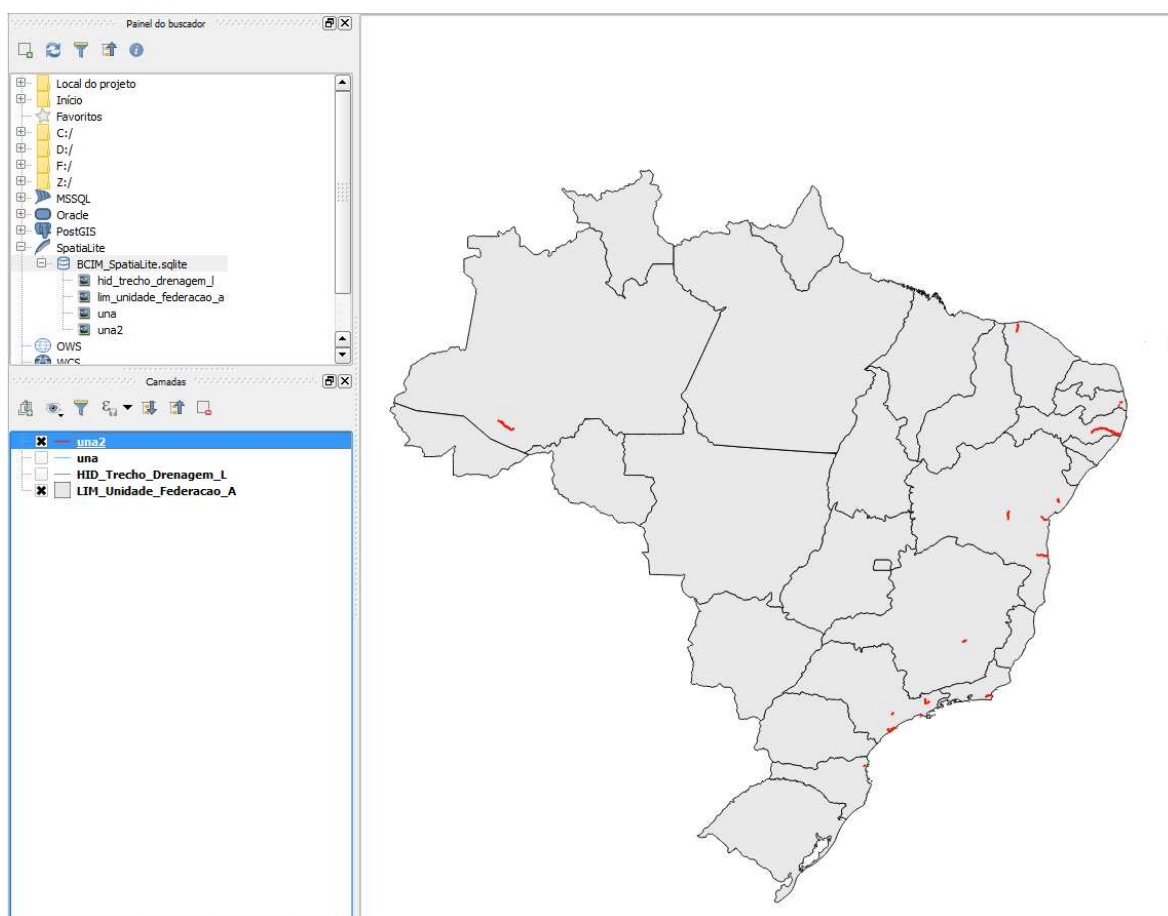 Painel do buscador
Local do projeto
Início
Favoritos
C:/
D:/
F:/
Z:/
MSSQL
Oracle
PostGIS
SpatiaLite
BCIM_SpatiaLite.sqlite
hid_trecho_drenagem_l
lim_unidade_federacao_a
una
una2
OWS
WCS
Camadas
una2
una
HID_Trecho_Drenagem_L
LIM_Unidade_Federacao_A